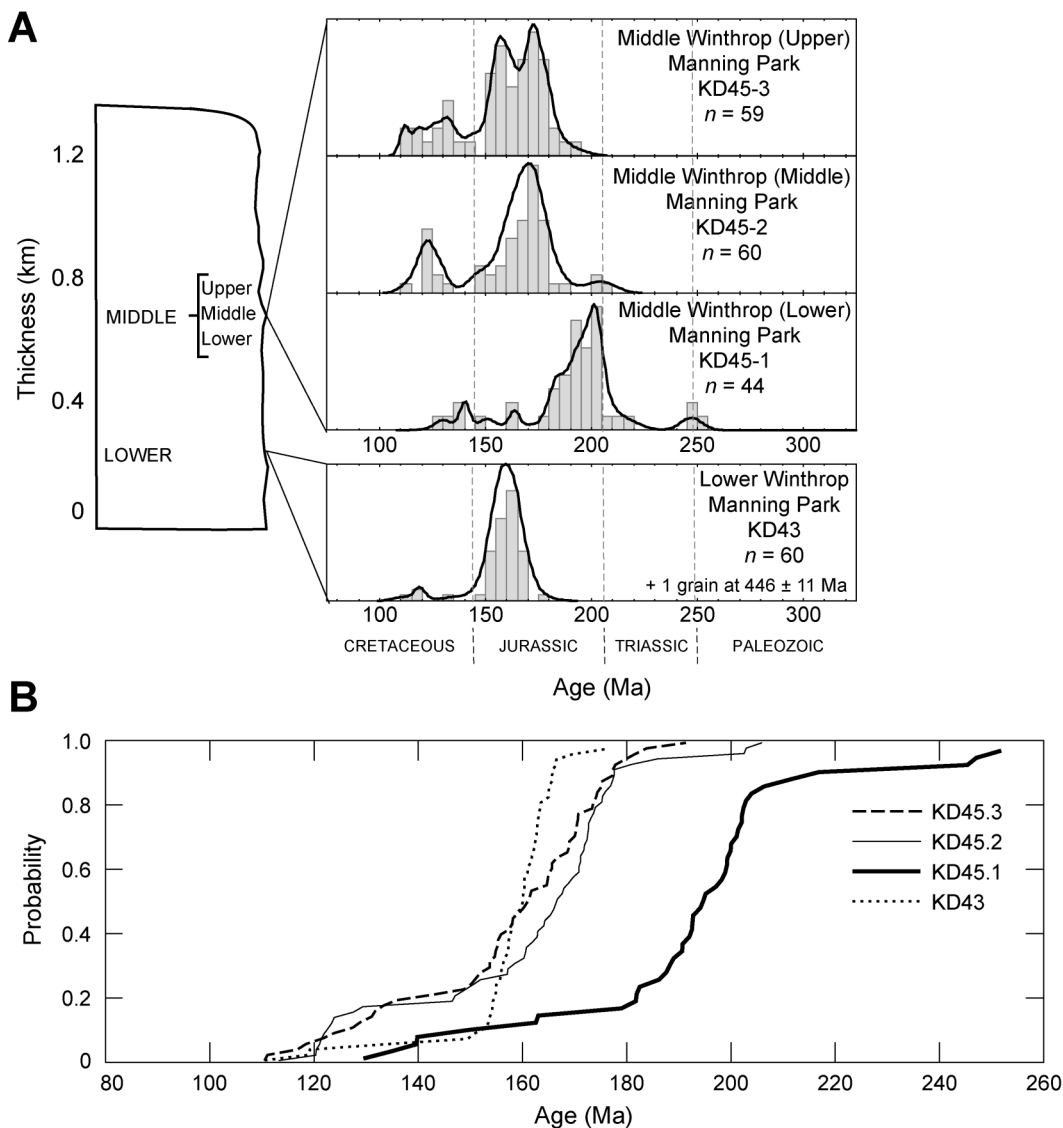 A
Thickness (km)
1.2
0.8
0.4
0
MIDDLE
Upper
Middle
Lower
LOWER
Middle Winthrop (Upper)
Manning Park
KD45-3
n = 59
Middle Winthrop (Middle)
Manning Park
KD45-2
n = 60
Middle Winthrop (Lower)
Manning Park
KD45-1
n = 44
100 150 200 250 300
Lower Winthrop
Manning Park
KD43
n = 60
+ 1 grain at 446 ± 11 Ma
100 150 200 250 300
CRETACEOUS JURASSIC TRIASSIC PALEOZOIC
Age (Ma)
B
Probability
1.0
0.8
0.6
0.4
0.2
0
KD45.3
KD45.2
KD45.1
KD43
80 100 120 140 160 180 200 220 240 260
Age (Ma)